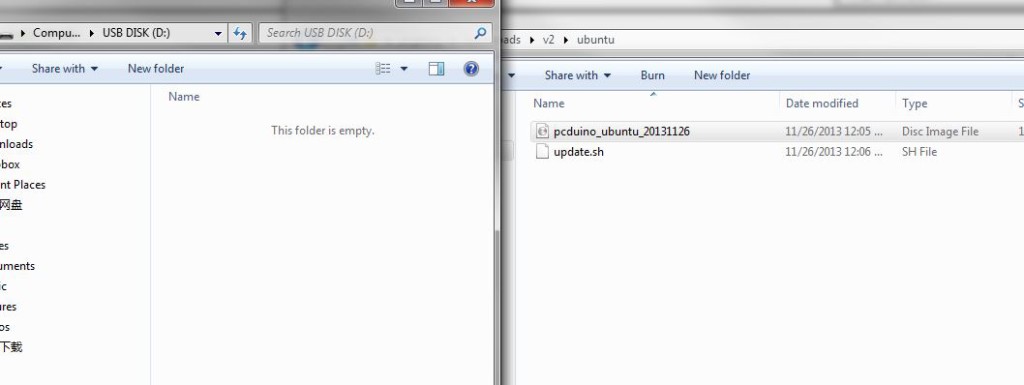 Compu... USB DISK (D:)
Search USB DISK (D:)
Share with
New folder
Name
This folder is empty.
ces
top
nloads
box
nt Places
网盘
es
uments
ic
ures
os
下载
ads v2 ubuntu
Share with
Burn
New folder
Name
Date modified
Type
S
pcduino_ubuntu_20131126
11/26/2013 12:05 ...
Disc Image File
1
update.sh
11/26/2013 12:06 ...
SH File